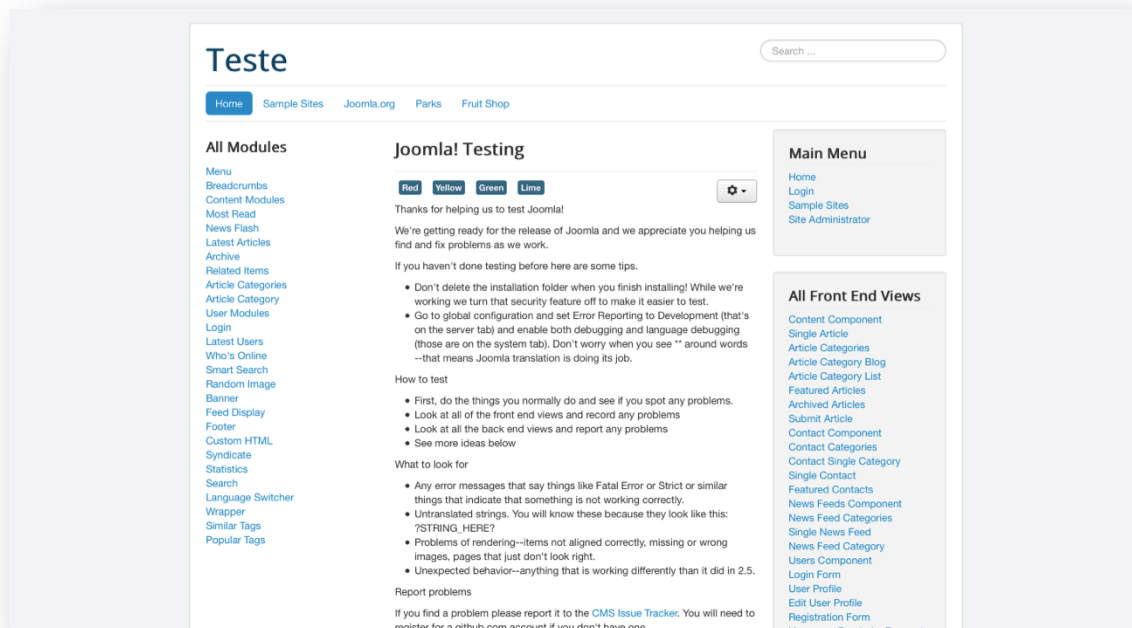 Teste
Search ...
Home Sample Sites Joomla.org Parks Fruit Shop
All Modules
Menu
Breadcrumbs
Content Modules
Most Read
News Flash
Latest Articles
Archive
Related Items
Article Categories
Article Category
User Modules
Login
Latest Users
Who's Online
Smart Search
Random Image
Banner
Feed Display
Footer
Custom HTML
Syndicate
Statistics
Search
Language Switcher
Wrapper
Similar Tags
Popular Tags
Joomla! Testing
Red Yellow Green Lime
Thanks for helping us to test Joomla!
We're getting ready for the release of Joomla and we appreciate you helping us
find and fix problems as we work.
If you haven't done testing before here are some tips.
• Don't delete the installation folder when you finish installing! While we're
working we turn that security feature off to make it easier to test.
• Go to global configuration and set Error Reporting to Development (that's
on the server tab) and enable both debugging and language debugging
(those are on the system tab). Don't worry when you see ** around words
--that means Joomla translation is doing its job.
How to test
• First, do the things you normally do and see if you spot any problems.
• Look at all of the front end views and record any problems
• Look at all the back end views and report any problems
• See more ideas below
What to look for
• Any error messages that say things like Fatal Error or Strict or similar
things that indicate that something is not working correctly.
• Untranslated strings. You will know these because they look like this:
?STRING_HERE?
• Problems of rendering--items not aligned correctly, missing or wrong
images, pages that just don't look right.
• Unexpected behavior--anything that is working differently than it did in 2.5.
Report problems
If you find a problem please report it to the CMS Issue Tracker. You will need to
register for a github.com account if you don't have one.
Main Menu
Home
Login
Sample Sites
Site Administrator
All Front End Views
Content Component
Single Article
Article Categories
Article Category Blog
Article Category List
Featured Articles
Archived Articles
Submit Article
Contact Component
Contact Categories
Contact Single Category
Single Contact
Featured Contacts
News Feeds Component
News Feed Categories
Single News Feed
News Feed Category
Users Component
Login Form
User Profile
Edit User Profile
Registration Form